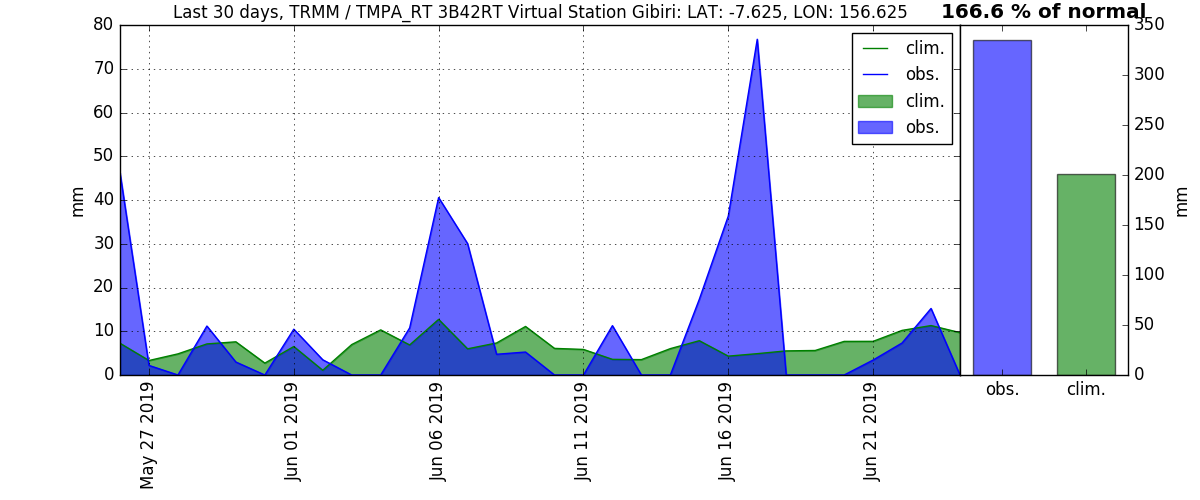 Last 30 days, TRMM / TMPA_RT 3B42RT Virtual Station Gibiri: LAT: -7.625, LON: 156.625
166.6 % of normal
80
70
60
50
40
30
20
10
0
mm
clim.
obs.
clim.
obs.
May 27 2019
Jun 01 2019
Jun 06 2019
Jun 11 2019
Jun 16 2019
Jun 21 2019
350
300
250
200
150
100
50
0
mm
obs.
clim.